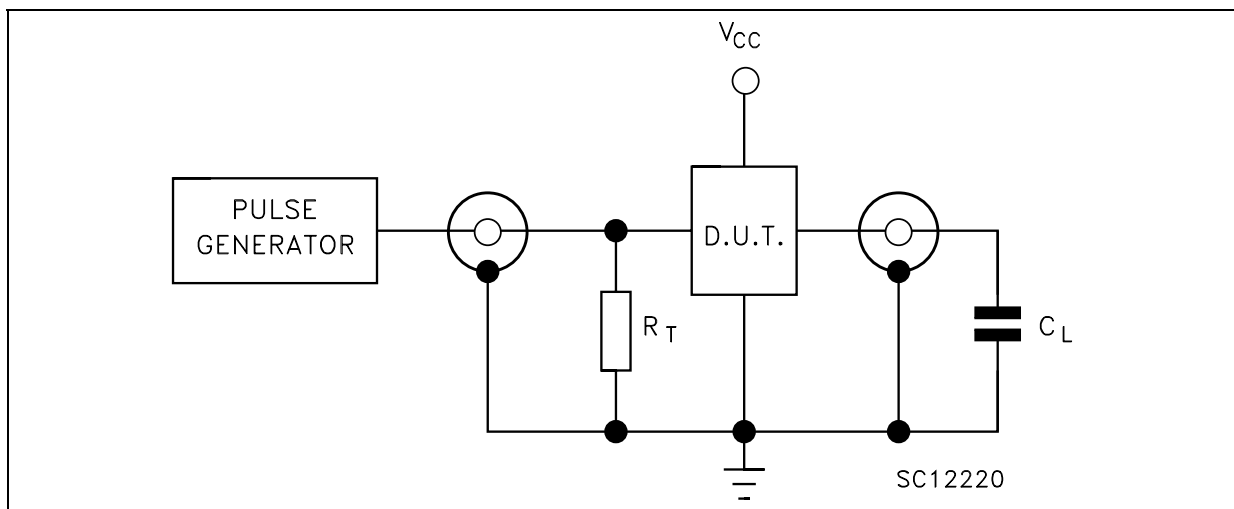 VCC
PULSE
GENERATOR
D.U.T.
RT
CL
SC12220